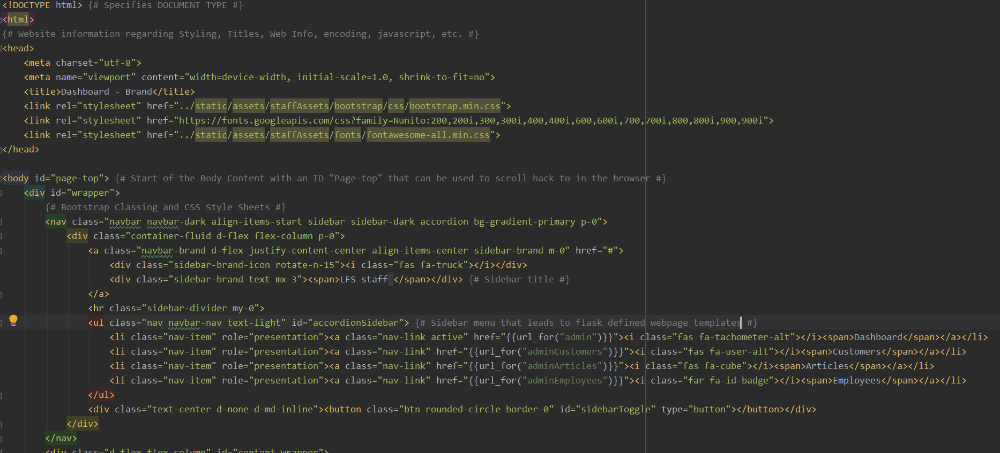 <!DOCTYPE html> {# Specifies DOCUMENT TYPE #}
<html>
{# Website information regarding Styling, Titles, Web Info, encoding, javascript, etc. #}
<head>
    <meta charset="utf-8">
    <meta name="viewport" content="width=device-width, initial-scale=1.0, shrink-to-fit=no">
    <title>Dashboard - Brand</title>
    <link rel="stylesheet" href="../static/assets/staffAssets/bootstrap/css/bootstrap.min.css">
    <link rel="stylesheet" href="https://fonts.googleapis.com/css?family=Nunito:200,200i,300,300i,400,400i,600,600i,700,700i,800,800i,900,900i">
    <link rel="stylesheet" href="../static/assets/staffAssets/fonts/fontawesome-all.min.css">
</head>

<body id="page-top"> {# Start of the Body Content with an ID "Page-top" that can be used to scroll back to in the browser #}
    <div id="wrapper">
        {# Bootstrap Classing and CSS Style Sheets #}
        <nav class="navbar navbar-dark align-items-start sidebar sidebar-dark accordion bg-gradient-primary p-0">
            <div class="container-fluid d-flex flex-column p-0">
                <a class="navbar-brand d-flex justify-content-center align-items-center sidebar-brand m-0" href="#">
                    <div class="sidebar-brand-icon rotate-n-15"><i class="fas fa-truck"></i></div>
                    <div class="sidebar-brand-text mx-3"><span>LFS staff </span></div> {# Sidebar title #}
                </a>
                <hr class="sidebar-divider my-0">
                <ul class="nav navbar-nav text-light" id="accordionSidebar"> {# Sidebar menu that leads to flask defined webpage templates #}
                    <li class="nav-item" role="presentation"><a class="nav-link active" href="{{url_for("admin")}}"><i class="fas fa-tachometer-alt"></i><span>Dashboard</span></a></li>
                    <li class="nav-item" role="presentation"><a class="nav-link" href="{{url_for("adminCustomers")}}"><i class="fas fa-user-alt"></i><span>Customers</span></a></li>
                    <li class="nav-item" role="presentation"><a class="nav-link" href="{{url_for("adminArticles")}}"><i class="fas fa-cube"></i><span>Articles</span></a></li>
                    <li class="nav-item" role="presentation"><a class="nav-link" href="{{url_for("adminEmployees")}}"><i class="far fa-id-badge"></i><span>Employees</span></a></li>
                </ul>
                <div class="text-center d-none d-md-inline"><button class="btn rounded-circle border-0" id="sidebarToggle" type="button"></button></div>
            </div>
        </nav>
        <div class="d-flex flex-column" id="content-wrapper">